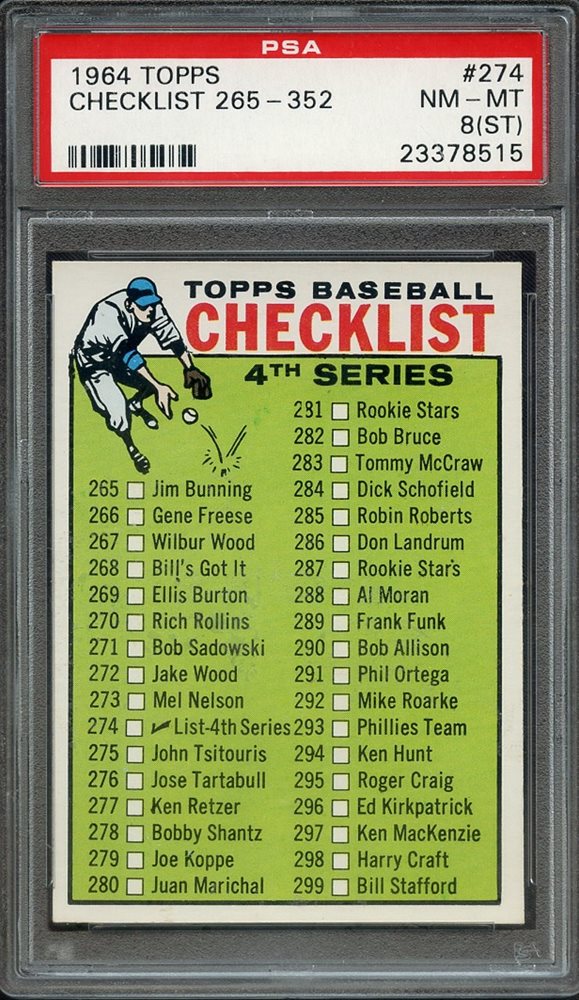 PSA
1964 TOPPS #274
CHECKLIST 265-352 NM-MT
8(ST)
23378515
TOPPS BASEBALL
CHECKLIST
4TH SERIES
265 Jim Bunning
266 Gene Freese
267 Wilbur Wood
268 Bill's Got It
269 Ellis Burton
270 Rich Rollins
271 Bob Sadowski
272 Jake Wood
273 Mel Nelson
274 List-4th Series
275 John Tsitouris
276 Jose Tartabull
277 Ken Retzer
278 Bobby Shantz
279 Joe Koppe
280 Juan Marichal
281 Rookie Stars
282 Bob Bruce
283 Tommy McCraw
284 Dick Schofield
285 Robin Roberts
286 Don Landrum
287 Rookie Stars
288 Al Moran
289 Frank Funk
290 Bob Allison
291 Phil Ortega
292 Mike Roarke
293 Phillies Team
294 Ken Hunt
295 Roger Craig
296 Ed Kirkpatrick
297 Ken MacKenzie
298 Harry Craft
299 Bill Stafford